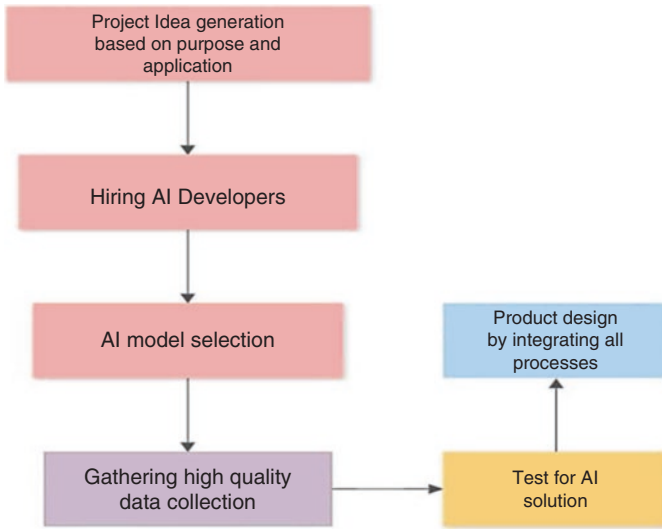 Project Idea generation
based on purpose and
application
Hiring AI Developers
AI model selection
Gathering high quality
data collection
Test for AI
solution
Product design
by integrating all
processes